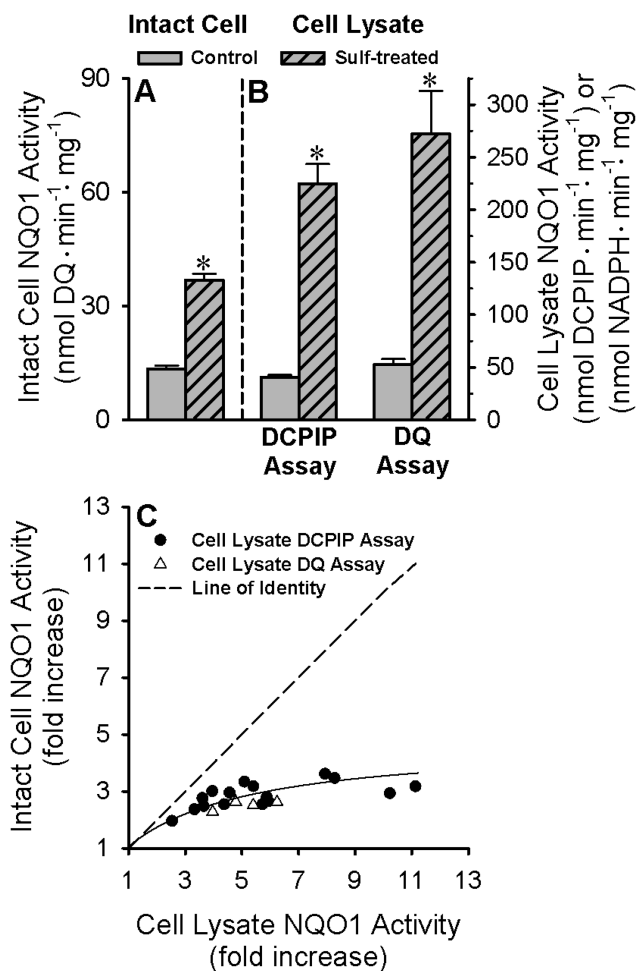 Intact Cell Cell Lysate
Control Sulf-treated
A B
Intact Cell NQO1 Activity
(nmol DQ · min⁻¹ · mg⁻¹)
90
60
30
0
* * *
Cell Lysate NQO1 Activity
(nmol DCPIP · min⁻¹ · mg⁻¹) or
(nmol NADPH · min⁻¹ · mg⁻¹)
300
250
200
150
100
50
0
DCPIP DQ
Assay Assay
C
Cell Lysate DCPIP Assay
Cell Lysate DQ Assay
Line of Identity
Intact Cell NQO1 Activity
(fold increase)
13
11
9
7
5
3
1
1 3 5 7 9 11 13
Cell Lysate NQO1 Activity
(fold increase)